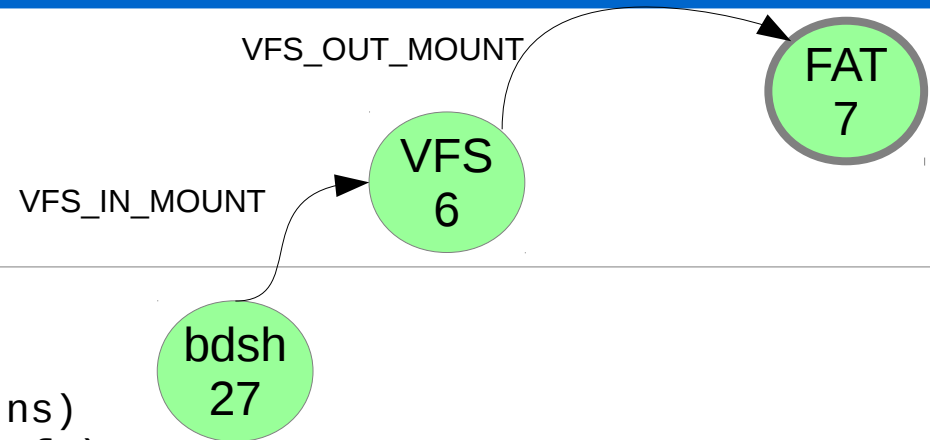 VFS_OUT_MOUNT
FAT
7
VFS
6
VFS_IN_MOUNT
bdsh
27
ns)